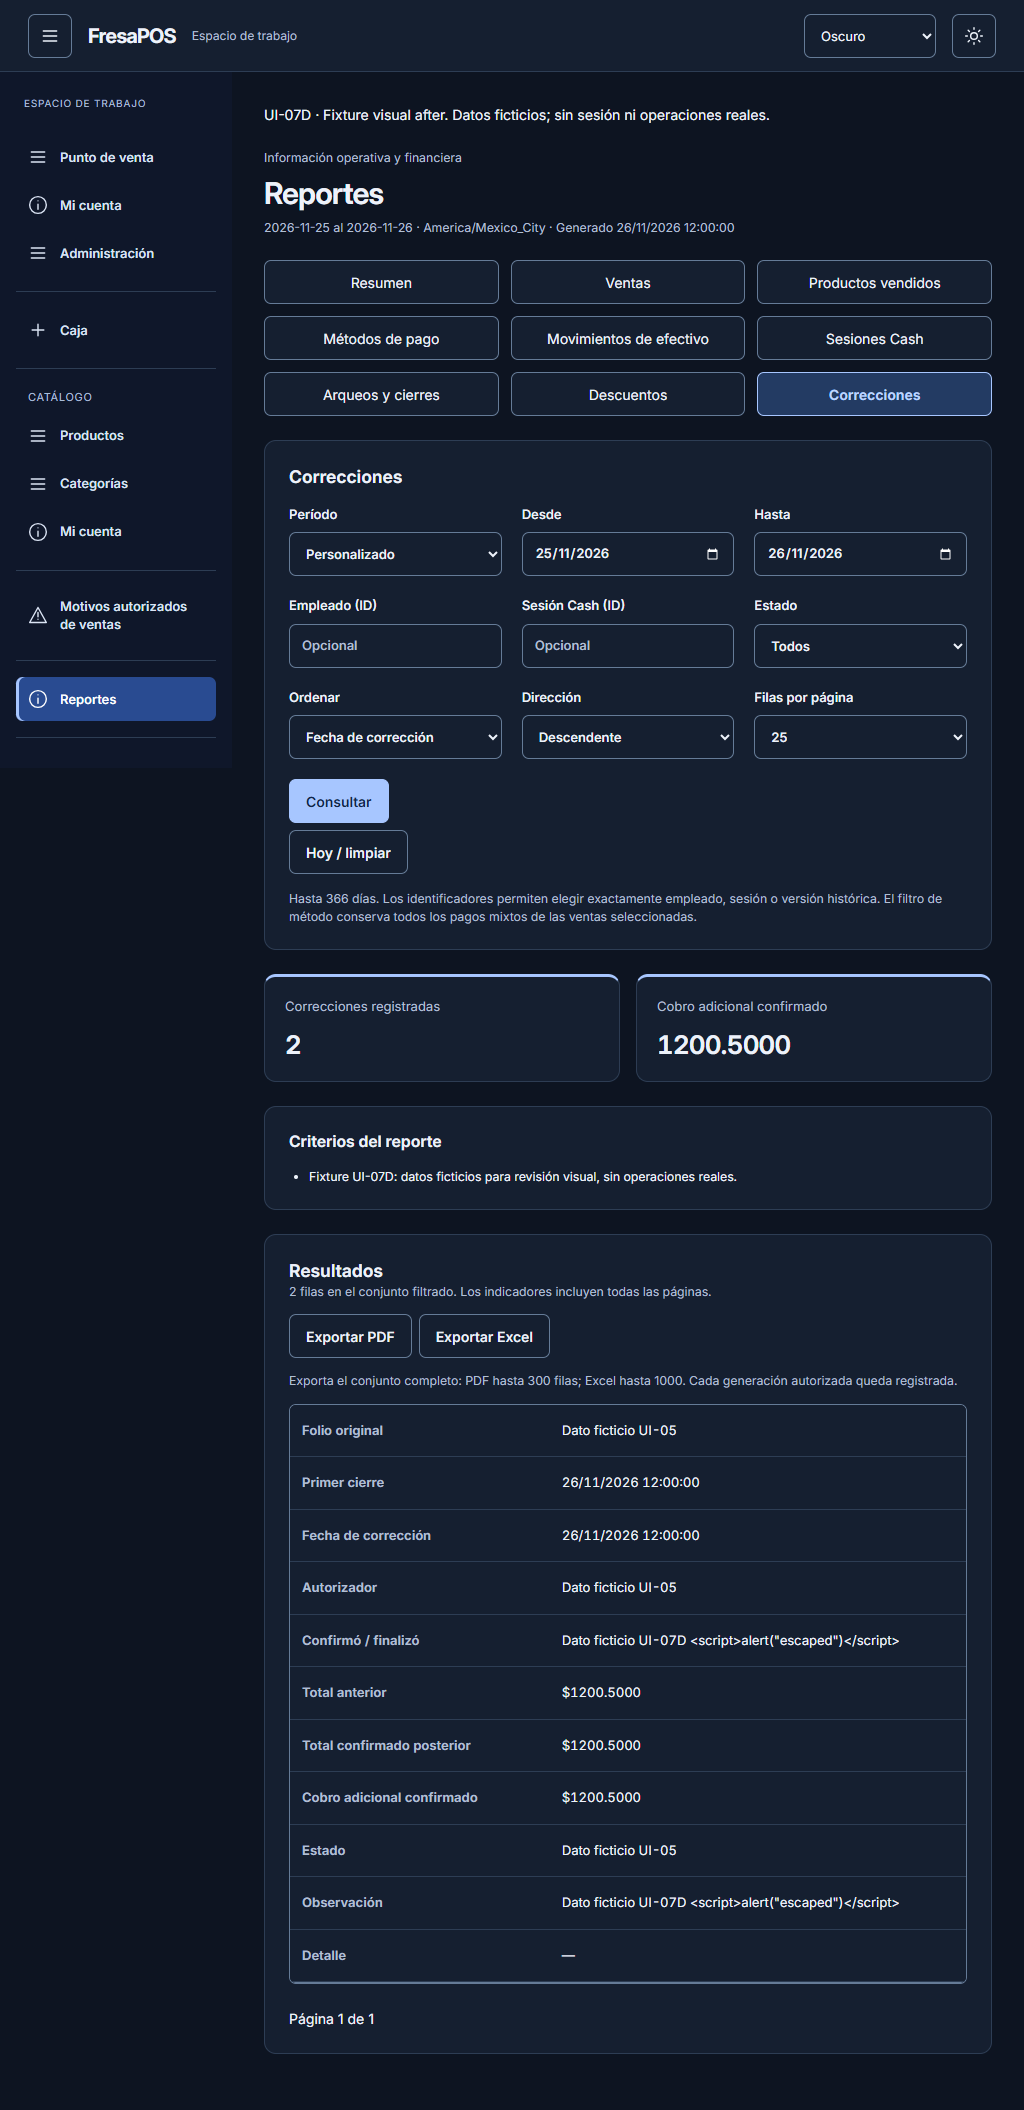 FresaPOS
Espacio de trabajo
Oscuro
ESPACIO DE TRABAJO
Punto de venta
Mi cuenta
Administración
Caja
CATÁLOGO
Productos
Categorías
Mi cuenta
Motivos autorizados
de ventas
Reportes
UI-07D · Fixture visual after. Datos ficticios; sin sesión ni operaciones reales.
Información operativa y financiera
Reportes
2026-11-25 al 2026-11-26 · America/Mexico_City · Generado 26/11/2026 12:00:00
Resumen
Ventas
Productos vendidos
Métodos de pago
Movimientos de efectivo
Sesiones Cash
Arqueos y cierres
Descuentos
Correcciones
Correcciones
Período
Desde
Hasta
Personalizado
25/11/2026
26/11/2026
Empleado (ID)
Sesión Cash (ID)
Estado
Opcional
Opcional
Todos
Ordenar
Dirección
Filas por página
Fecha de corrección
Descendente
25
Consultar
Hoy / limpiar
Hasta 366 días. Los identificadores permiten elegir exactamente empleado, sesión o versión histórica. El filtro de
método conserva todos los pagos mixtos de las ventas seleccionadas.
Correcciones registradas
2
Cobro adicional confirmado
1200.5000
Criterios del reporte
• Fixture UI-07D: datos ficticios para revisión visual, sin operaciones reales.
Resultados
2 filas en el conjunto filtrado. Los indicadores incluyen todas las páginas.
Exportar PDF
Exportar Excel
Exporta el conjunto completo: PDF hasta 300 filas; Excel hasta 1000. Cada generación autorizada queda registrada.
Folio original Dato ficticio UI-05
Primer cierre 26/11/2026 12:00:00
Fecha de corrección 26/11/2026 12:00:00
Autorizador Dato ficticio UI-05
Confirmó / finalizó Dato ficticio UI-07D <script>alert("escaped")</script>
Total anterior $1200.5000
Total confirmado posterior $1200.5000
Cobro adicional confirmado $1200.5000
Estado Dato ficticio UI-05
Observación Dato ficticio UI-07D <script>alert("escaped")</script>
Detalle —
Página 1 de 1